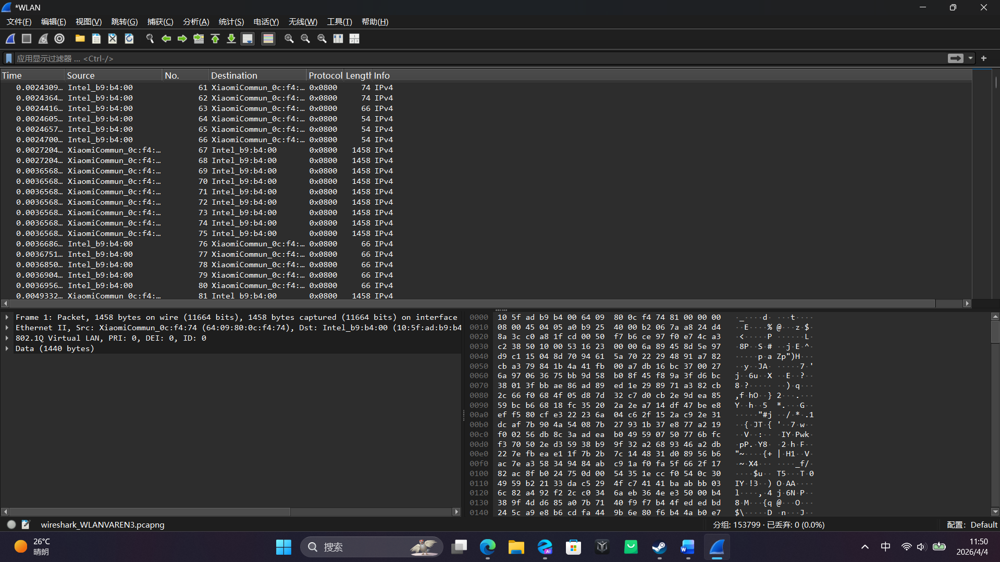 *WLAN
文件(F) 编辑(E) 视图(V) 跳转(G) 捕获(C) 分析(A) 统计(S) 电话(Y) 无线(W) 工具(T) 帮助(H)
应用显示过滤器 … <Ctrl-/>
Time Source No. Destination Protocol Length Info
0.0024309… Intel_b9:b4:00 61 XiaomiCommun_0c:f4:… 0x0800 74 IPv4
0.0024364… Intel_b9:b4:00 62 XiaomiCommun_0c:f4:… 0x0800 74 IPv4
0.0024416… Intel_b9:b4:00 63 XiaomiCommun_0c:f4:… 0x0800 66 IPv4
0.0024605… Intel_b9:b4:00 64 XiaomiCommun_0c:f4:… 0x0800 54 IPv4
0.0024657… Intel_b9:b4:00 65 XiaomiCommun_0c:f4:… 0x0800 54 IPv4
0.0024700… Intel_b9:b4:00 66 XiaomiCommun_0c:f4:… 0x0800 54 IPv4
0.0027204… XiaomiCommun_0c:f4:… 67 Intel_b9:b4:00 0x0800 1458 IPv4
0.0027204… XiaomiCommun_0c:f4:… 68 Intel_b9:b4:00 0x0800 1458 IPv4
0.0036568… XiaomiCommun_0c:f4:… 69 Intel_b9:b4:00 0x0800 1458 IPv4
0.0036568… XiaomiCommun_0c:f4:… 70 Intel_b9:b4:00 0x0800 1458 IPv4
0.0036568… XiaomiCommun_0c:f4:… 71 Intel_b9:b4:00 0x0800 1458 IPv4
0.0036568… XiaomiCommun_0c:f4:… 72 Intel_b9:b4:00 0x0800 1458 IPv4
0.0036568… XiaomiCommun_0c:f4:… 73 Intel_b9:b4:00 0x0800 1458 IPv4
0.0036568… XiaomiCommun_0c:f4:… 74 Intel_b9:b4:00 0x0800 1458 IPv4
0.0036568… XiaomiCommun_0c:f4:… 75 Intel_b9:b4:00 0x0800 1458 IPv4
0.0036686… Intel_b9:b4:00 76 XiaomiCommun_0c:f4:… 0x0800 66 IPv4
0.0036751… Intel_b9:b4:00 77 XiaomiCommun_0c:f4:… 0x0800 66 IPv4
0.0036850… Intel_b9:b4:00 78 XiaomiCommun_0c:f4:… 0x0800 66 IPv4
0.0036904… Intel_b9:b4:00 79 XiaomiCommun_0c:f4:… 0x0800 66 IPv4
0.0036956… Intel_b9:b4:00 80 XiaomiCommun_0c:f4:… 0x0800 66 IPv4
0.0049332… XiaomiCommun_0c:f4:… 81 Intel_b9:b4:00 0x0800 1458 IPv4
Frame 1: Packet, 1458 bytes on wire (11664 bits), 1458 bytes captured (11664 bits) on interface
Ethernet II, Src: XiaomiCommun_0c:f4:74 (64:09:80:0c:f4:74), Dst: Intel_b9:b4:00 (10:5f:ad:b9:b4
802.1Q Virtual LAN, PRI: 0, DEI: 0, ID: 0
Data (1440 bytes)
0000 10 5f ad b9 b4 00 64 09 80 0c f4 74 81 00 00 00 ·_····d· ···t····
0010 08 00 45 04 05 a0 b9 25 40 00 b2 06 7a a8 24 d4 ··E····% @···z·$·
0020 8a 3c c0 a8 1f cd 00 50 f7 b6 ce 97 f0 e7 4c a3 ·<·····P ······L·
0030 c2 38 50 10 00 53 16 23 00 00 6a 89 45 8d 5e 97 ·8P··S·# ··j·E·^·
0040 d9 c1 15 04 8d 70 94 61 5a 70 22 29 48 91 a7 82 ·····p·a Zp")H···
0050 cb a3 79 84 1b 4a 41 fb 00 a7 db 16 bc 37 00 27 ··y··JA· ·····7·'
0060 6a 97 06 36 75 bb 9d 58 b0 8f 45 f8 9a 3f d6 bc j··6u··X ··E··?··
0070 38 01 3f bb ae 86 ad 89 ed 1e 29 89 71 a3 82 cb 8·?····· ··)·q···
0080 2c 66 f0 68 4f 05 d8 7d 32 c7 d0 cb 2e 9d ea 85 ,f·hO··} 2···.···
0090 59 bc b6 68 18 fc 35 20 2a 2e a7 14 df 47 be e8 Y··h··5  *.···G··
00a0 ef f5 80 cf e3 22 23 6a 04 c6 2f 15 2a c9 2e 31 ·····"#j ··/·*·.1
00b0 dc af 7b 90 4a 54 08 7b 27 93 1b 37 e8 77 a2 19 ··{·JT·{ '··7·w··
00c0 f0 02 56 db 8c 3a ad ea b0 49 59 07 50 77 6b fc ··V··:·· ·IY·Pwk·
00d0 f3 70 50 2e d3 59 38 b9 9f 32 a2 68 93 46 a2 db ·pP.·Y8· ·2·h·F··
00e0 22 7e fb ea e1 1f 7b 2b 7c 14 48 31 d0 89 56 b6 "~····{+ |·H1··V·
00f0 ac 7e a3 58 34 94 84 ab c9 1a f0 fa 5f 66 2f 17 ·~·X4··· ····_f/·
0100 82 ac 8f b0 24 75 0d 00 54 35 1e cc f0 54 0c 30 ····$u·· T5···T·0
0110 49 59 b2 21 33 da c5 29 4f c7 41 41 ba ab bb 03 IY·!3··) O·AA····
0120 6c 82 a4 92 f2 2c c0 34 6a eb 36 4e e3 50 00 b4 l····,·4 j·6N·P··
0130 38 9f 4d d6 85 a0 7b 71 40 f9 f7 b4 4f ed ed bd 8·M···{q @···O···
0140 24 5c a9 e8 b6 cd fa 44 9b 6e 80 f6 b4 4a b0 e7 $\·····D ·n···J··
wireshark_WLANVAREN3.pcapng 分组: 153799 · 已丢弃: 0 (0.0%) 配置: Default
26°C
晴朗
搜索
中
11:50
2026/4/4